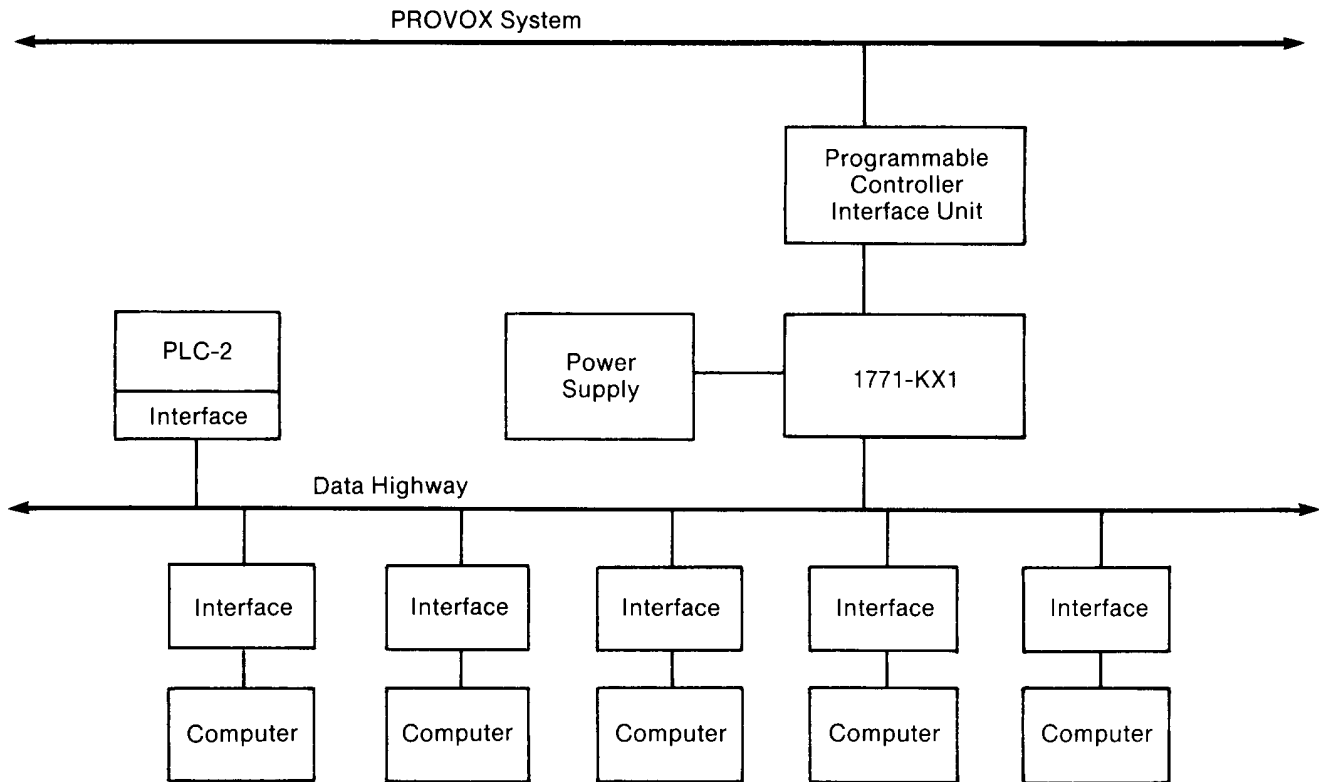 PROVOX System
Programmable
Controller
Interface Unit
PLC-2
Interface
Power
Supply
1771-KX1
Data Highway
Interface
Interface
Interface
Interface
Interface
Computer
Computer
Computer
Computer
Computer